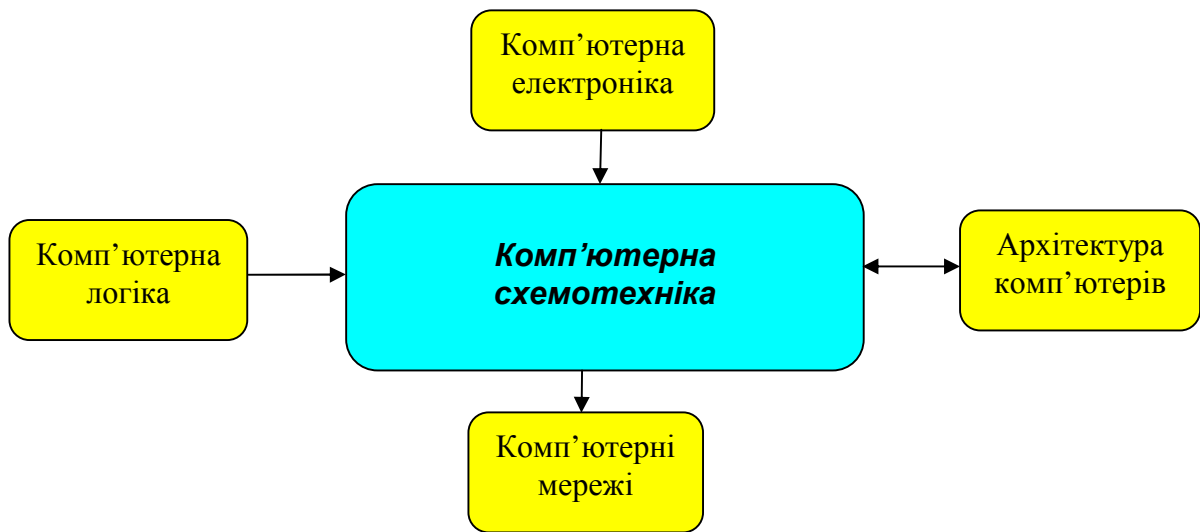 Комп’ютерна
електроніка
Комп’ютерна
логіка
Комп’ютерна
схемотехніка
Архітектура
комп’ютерів
Комп’ютерні
мережі